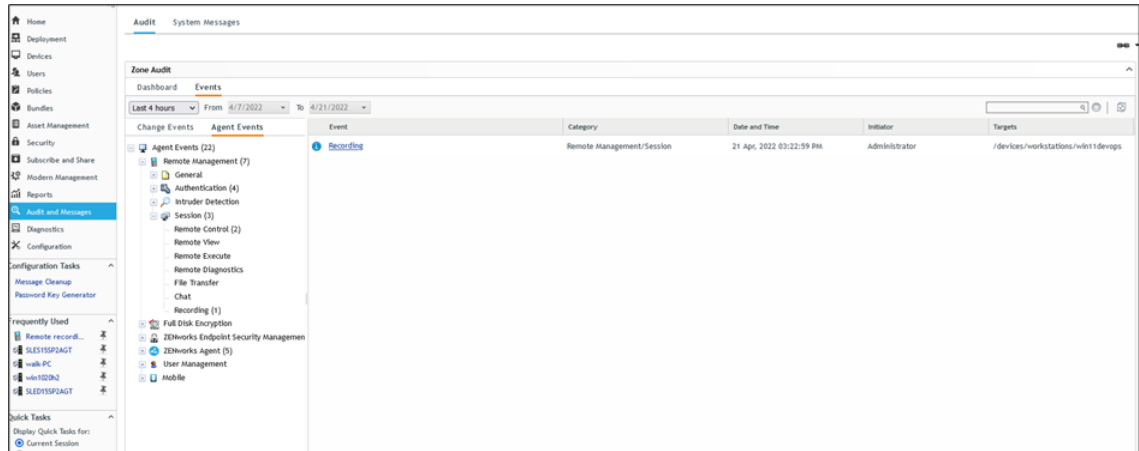 Home
Deployment
Devices
Users
Policies
Bundles
Asset Management
Security
Subscribe and Share
Modern Management
Reports
Audit and Messages
Diagnostics
Configuration
Configuration Tasks
Message Cleanup
Password Key Generator
Frequently Used
Remote recordi...
SLES15SP2AGT
walk-PC
win1020h2
SLED15SP2AGT
Quick Tasks
Display Quick Tasks for:
Current Session
Audit System Messages
Zone Audit
Dashboard Events
Last 4 hours From 4/7/2022 To 4/21/2022
Change Events Agent Events
Agent Events (22)
Remote Management (7)
General
Authentication (4)
Intruder Detection
Session (3)
Remote Control (2)
Remote View
Remote Execute
Remote Diagnostics
File Transfer
Chat
Recording (1)
Full Disk Encryption
ZENworks Endpoint Security Managemen
ZENworks Agent (5)
User Management
Mobile
Event Category Date and Time Initiator Targets
Recording Remote Management/Session 21 Apr, 2022 03:22:59 PM Administrator /devices/workstations/win11devops